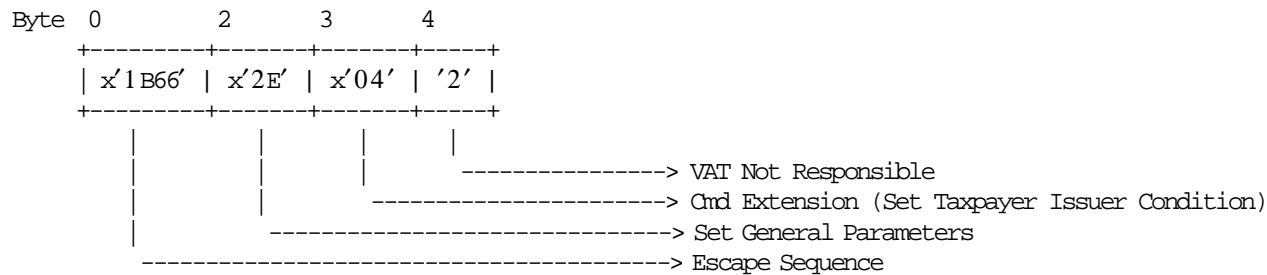 Byte 0 2 3 4
+---------+-------+-------+-----+
| x′1B66′ | x′2E′ | x′04′ | ′2′ |
+---------+-------+-------+-----+
| | | |
| | | ----------------> VAT Not Responsible
| | -----------------------> Cmd Extension (Set Taxpayer Issuer Condition)
| -------------------------------> Set General Parameters
-----------------------------------------> Escape Sequence